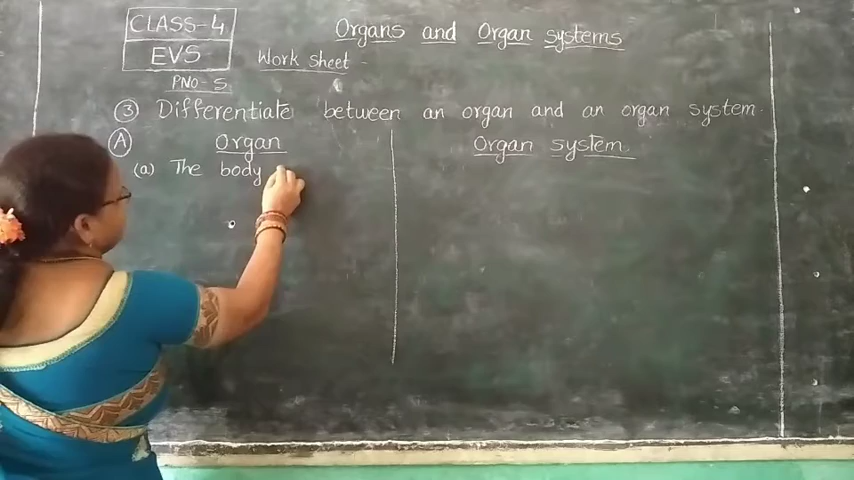 CLASS-4
Organs and Organ systems
EVS
Work sheet -
PNO-5
③ Differentiate between an organ and an organ system.
Ⓐ Organ
Organ system
(a) The body